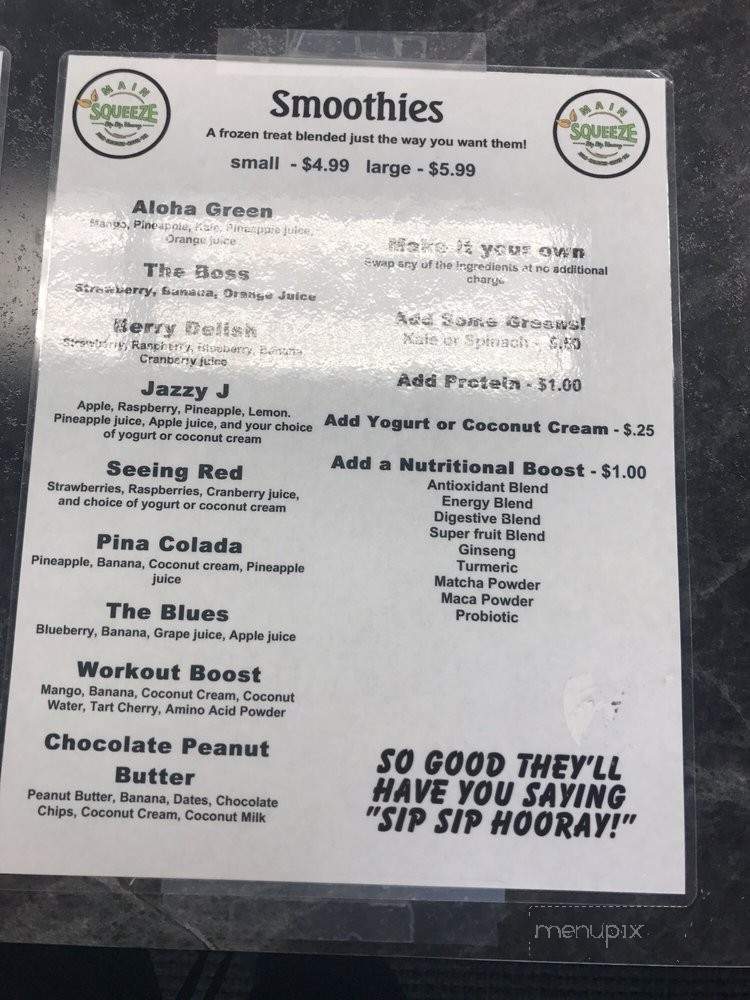 MAIN
SQUEEZE
Smoothies
MAIN
SQUEEZE
A frozen treat blended just the way you want them!
small - $4.99 large - $5.99
Aloha Green
Mango, Pineapple, Kale, Pineapple juice,
Orange juice
The Boss
Strawberry, Banana, Orange Juice
Berry Delish
Strawberry, Raspberry, Blueberry, Banana,
Cranberry juice
Jazzy J
Apple, Raspberry, Pineapple, Lemon.
Pineapple juice, Apple juice, and your choice
of yogurt or coconut cream
Seeing Red
Strawberries, Raspberries, Cranberry juice,
and choice of yogurt or coconut cream
Pina Colada
Pineapple, Banana, Coconut cream, Pineapple
juice
The Blues
Blueberry, Banana, Grape juice, Apple juice
Workout Boost
Mango, Banana, Coconut Cream, Coconut
Water, Tart Cherry, Amino Acid Powder
Chocolate Peanut
Butter
Peanut Butter, Banana, Dates, Chocolate
Chips, Coconut Cream, Coconut Milk
Make it your own
Swap any of the ingredients at no additional
charge
Add Some Greens!
Kale or Spinach - $.50
Add Protein - $1.00
Add Yogurt or Coconut Cream - $.25
Add a Nutritional Boost - $1.00
Antioxidant Blend
Energy Blend
Digestive Blend
Super fruit Blend
Ginseng
Turmeric
Matcha Powder
Maca Powder
Probiotic
SO GOOD THEY'LL
HAVE YOU SAYING
"SIP SIP HOORAY!"
menupix